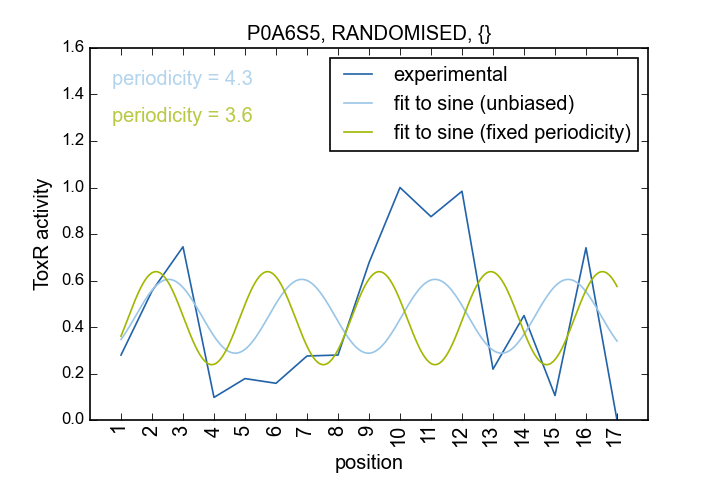 P0A6S5, RANDOMISED, {}
periodicity = 4.3
periodicity = 3.6
experimental
fit to sine (unbiased)
fit to sine (fixed periodicity)
ToxR activity
1.6
1.4
1.2
1.0
0.8
0.6
0.4
0.2
0.0
1 2 3 4 5 6 7 8 9 10 11 12 13 14 15 16 17
position